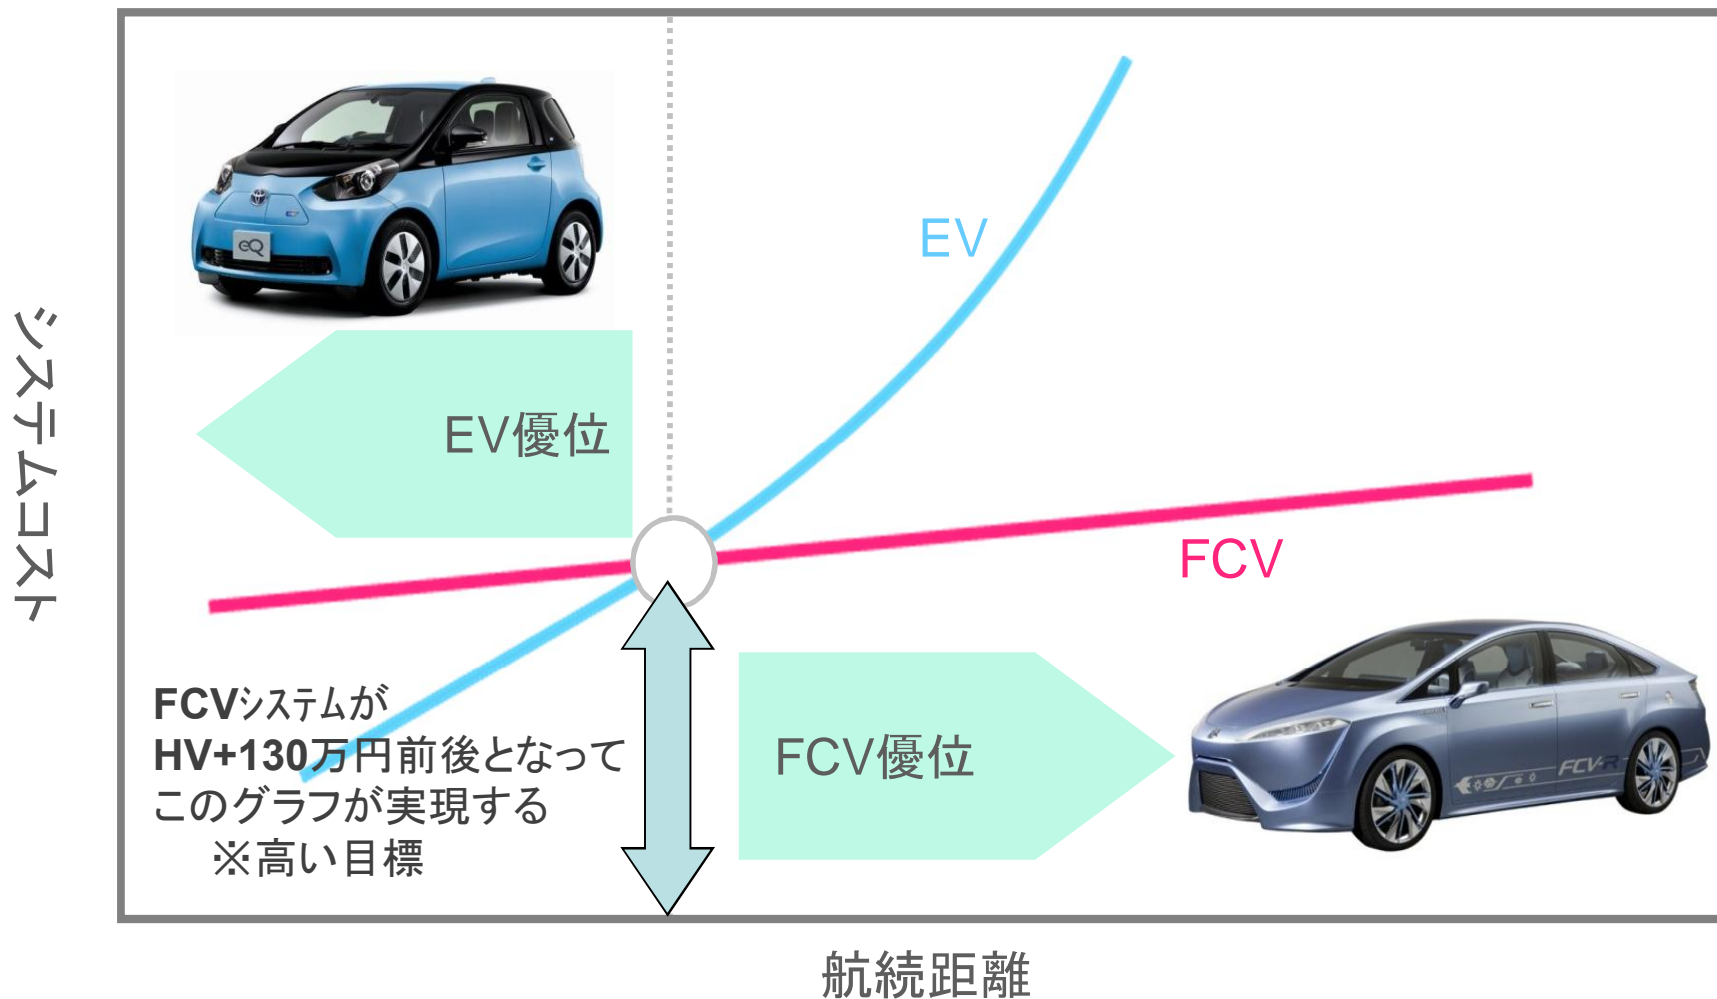 システムコスト
eQ
EV
EV優位
FCV
FCVシステムが
HV+130万円前後となって
このグラフが実現する
※高い目標
FCV優位
FCV-R
航続距離